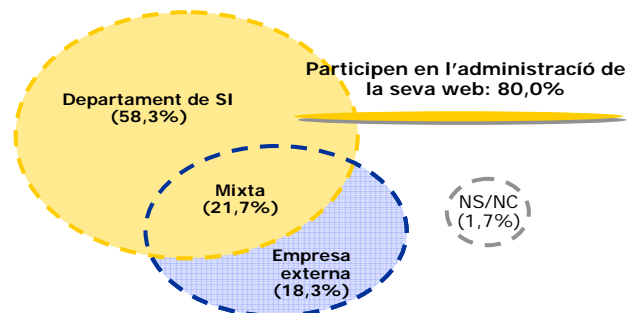 Participen en l'administracíó de
la seva web: 80,0%
Departament de SI
(58,3%)
Mixta
(21,7%)
NS/NC
(1,7%)
Empresa
externa
(18,3%)